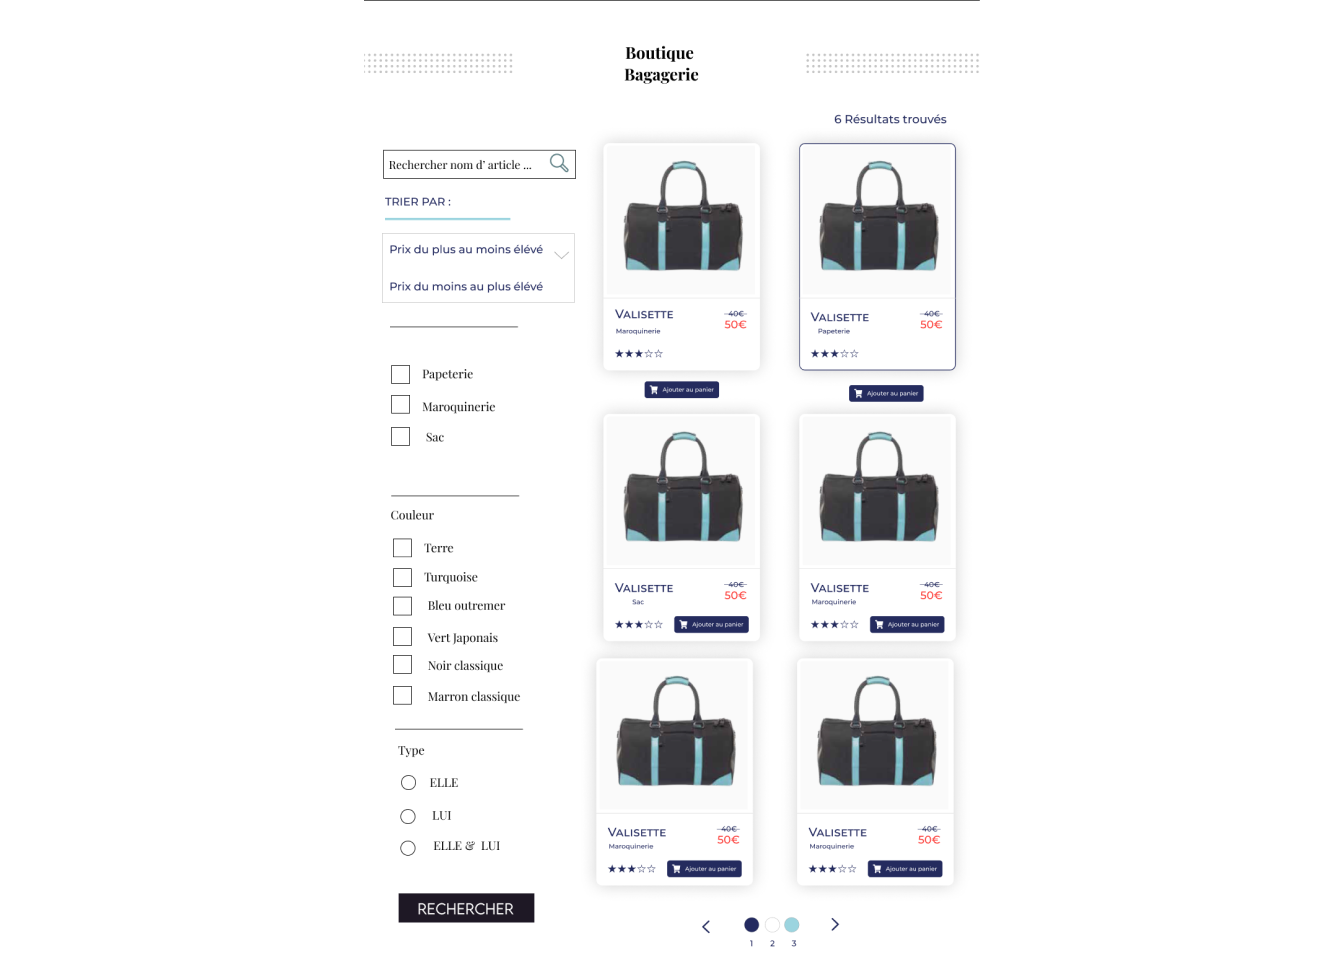 Boutique
Bagagerie
6 Résultats trouvés
Rechercher nom d' article ...
TRIER PAR :
Prix du plus au moins élévé
Prix du moins au plus élévé
Papeterie
Maroquinerie
Sac
Couleur
Terre
Turquoise
Bleu outremer
Vert Japonais
Noir classique
Marron classique
Type
ELLE
LUI
ELLE & LUI
RECHERCHER
VALISETTE
40€
50€
Maroquinerie
Ajouter au panier
VALISETTE
40€
50€
Papeterie
Ajouter au panier
VALISETTE
40€
50€
Sac
Ajouter au panier
VALISETTE
40€
50€
Maroquinerie
Ajouter au panier
VALISETTE
40€
50€
Maroquinerie
Ajouter au panier
VALISETTE
40€
50€
Maroquinerie
Ajouter au panier
1 2 3